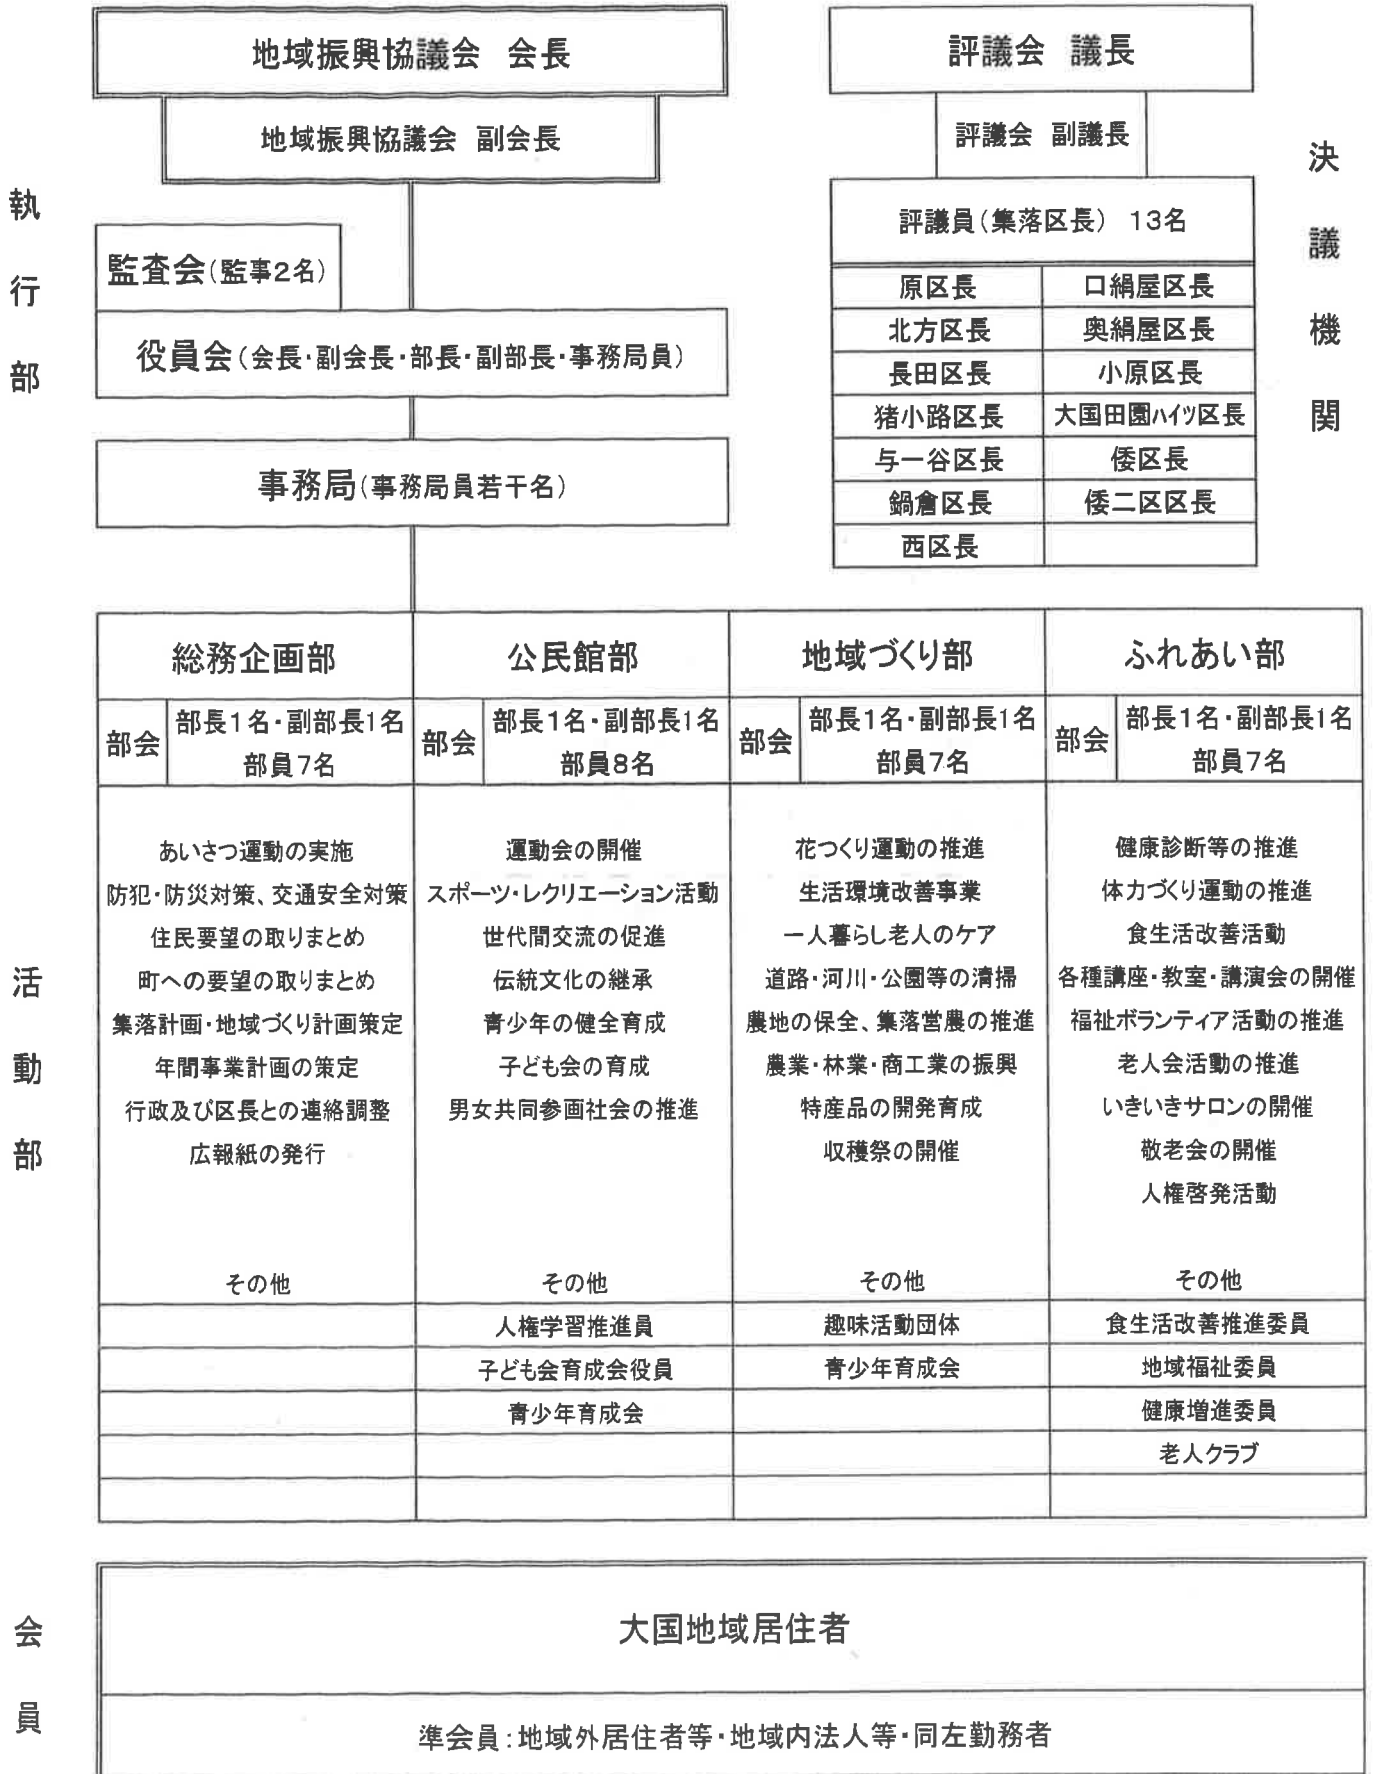 地域振興協議会 会長
地域振興協議会 副会長
執行部
監査会(監事2名)
役員会(会長・副会長・部長・副部長・事務局員)
事務局(事務局員若干名)
評議会 議長
評議会 副議長
決議機関
評議員(集落区長) 13名
原区長 口絹屋区長
北方区長 奥絹屋区長
長田区長 小原区長
猪小路区長 大国田園ハイツ区長
与一谷区長 倭区長
鍋倉区長 倭二区区長
西区長
活動部
総務企画部
部会
部長1名・副部長1名
部員7名
あいさつ運動の実施
防犯・防災対策、交通安全対策
住民要望の取りまとめ
町への要望の取りまとめ
集落計画・地域づくり計画策定
年間事業計画の策定
行政及び区長との連絡調整
広報紙の発行
その他
公民館部
部会
部長1名・副部長1名
部員8名
運動会の開催
スポーツ・レクリエーション活動
世代間交流の促進
伝統文化の継承
青少年の健全育成
子ども会の育成
男女共同参画社会の推進
その他
人権学習推進員
子ども会育成会役員
青少年育成会
地域づくり部
部会
部長1名・副部長1名
部員7名
花つくり運動の推進
生活環境改善事業
一人暮らし老人のケア
道路・河川・公園等の清掃
農地の保全、集落営農の推進
農業・林業・商工業の振興
特産品の開発育成
収穫祭の開催
その他
趣味活動団体
青少年育成会
ふれあい部
部会
部長1名・副部長1名
部員7名
健康診断等の推進
体力づくり運動の推進
食生活改善活動
各種講座・教室・講演会の開催
福祉ボランティア活動の推進
老人会活動の推進
いきいきサロンの開催
敬老会の開催
人権啓発活動
その他
食生活改善推進委員
地域福祉委員
健康増進委員
老人クラブ
会員
大国地域居住者
準会員:地域外居住者等・地域内法人等・同左勤務者